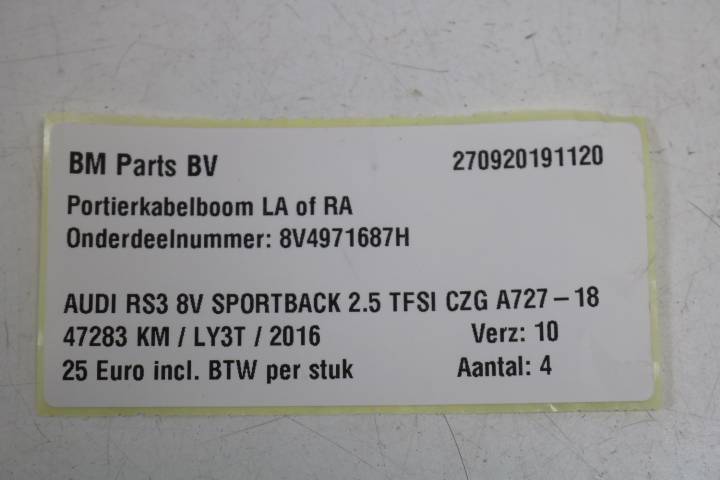 BM Parts BV 270920191120
Portierkabelboom LA of RA
Onderdeelnummer: 8V4971687H
AUDI RS3 8V SPORTBACK 2.5 TFSI CZG A727 – 18
47283 KM / LY3T / 2016 Verz: 10
25 Euro incl. BTW per stuk Aantal: 4